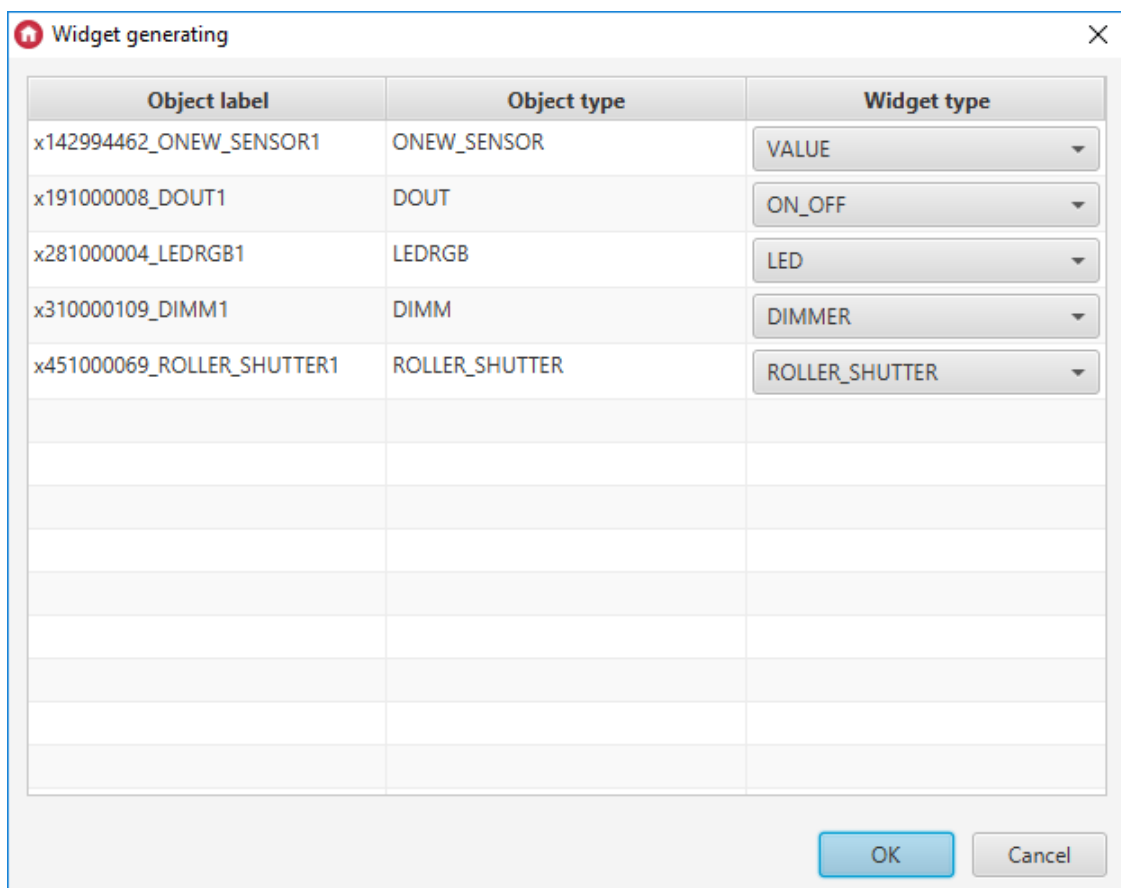 Widget generating
Object label Object type Widget type
x142994462_ONEW_SENSOR1 ONEW_SENSOR VALUE
x191000008_DOUT1 DOUT ON_OFF
x281000004_LEDRGB1 LEDRGB LED
x310000109_DIMM1 DIMM DIMMER
x451000069_ROLLER_SHUTTER1 ROLLER_SHUTTER ROLLER_SHUTTER
OK Cancel